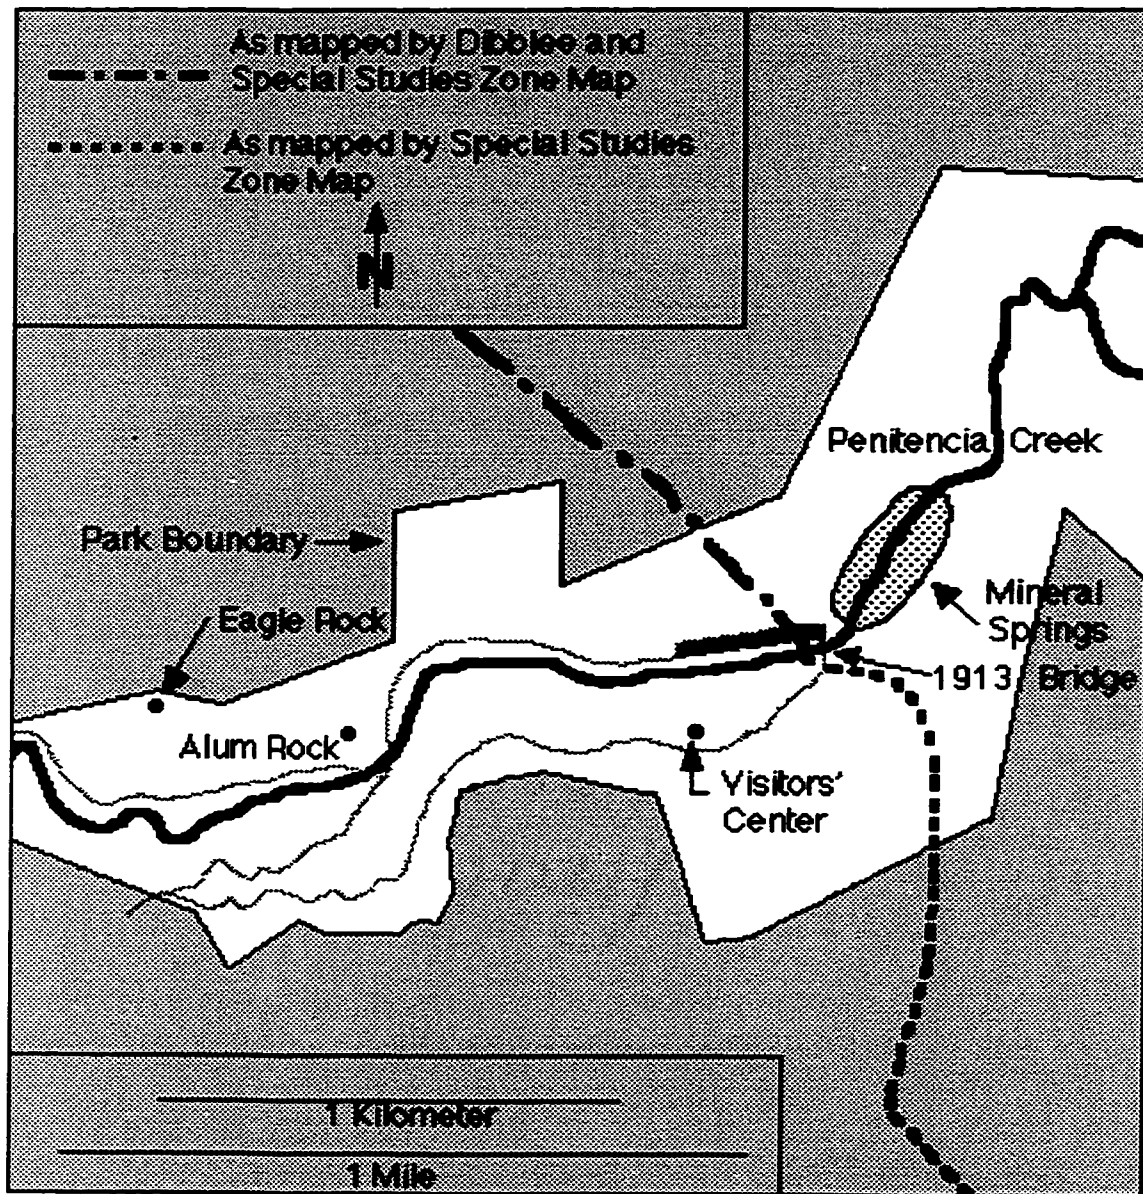 As mapped by Dibblee and
Special Studies Zone Map
As mapped by Special Studies
Zone Map
N
Penitencia Creek
Park Boundary
Eagle Rock
Mineral
Springs
1913 Bridge
Alum Rock
Visitors'
Center
1 Kilometer
1 Mile